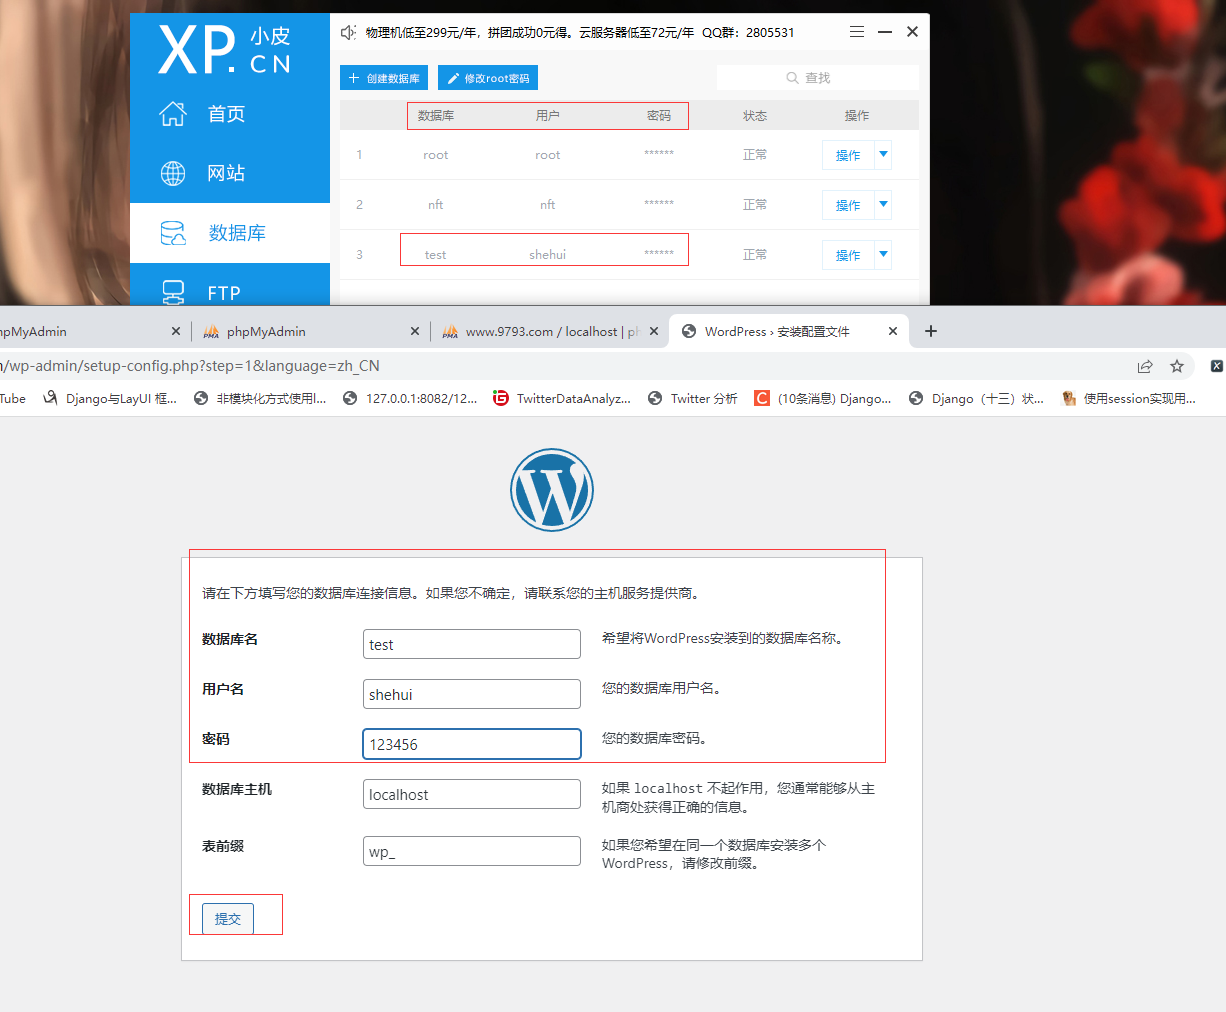 XP.CN 小皮
物理机低至299元/年，拼团成功0元得。云服务器低至72元/年 QQ群：2805531
首页
网站
数据库
FTP
创建数据库 修改root密码 查找
数据库 用户 密码 状态 操作
1 root root ****** 正常 操作
2 nft nft ****** 正常 操作
3 test shehui ****** 正常 操作
hpMyAdmin phpMyAdmin www.9793.com / localhost | ph WordPress › 安装配置文件
/wp-admin/setup-config.php?step=1&language=zh_CN
Tube Django与LayUI 框... 非模块化方式使用l... 127.0.0.1:8082/12... TwitterDataAnalyz... Twitter 分析 (10条消息) Django... Django（十三）状... 使用session实现用...
请在下方填写您的数据库连接信息。如果您不确定，请联系您的主机服务提供商。
数据库名 test 希望将WordPress安装到的数据库名称。
用户名 shehui 您的数据库用户名。
密码 123456 您的数据库密码。
数据库主机 localhost 如果 localhost 不起作用，您通常能够从主
机商处获得正确的信息。
表前缀 wp_ 如果您希望在同一个数据库安装多个
WordPress，请修改前缀。
提交